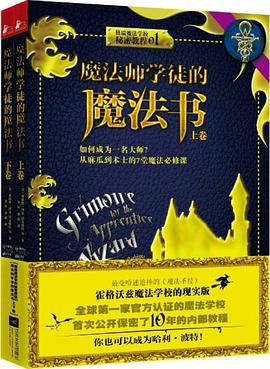 格瑞魔法学校
秘密教程01
魔法师学徒的
魔法书
上卷
如何成为一名大师?
从麻瓜到术士的7堂魔法必修课
Grimoire
for the
Apprentice
Wizard
最受哈迷追捧的《魔法圣经》
霍格沃兹魔法学校的现实版
全球第一家官方认证的魔法学校
首次公开保密了10年的内部教程
你也可以成为哈利·波特!
魔法师学徒的魔法书
上卷
魔法师学徒的魔法书
下卷